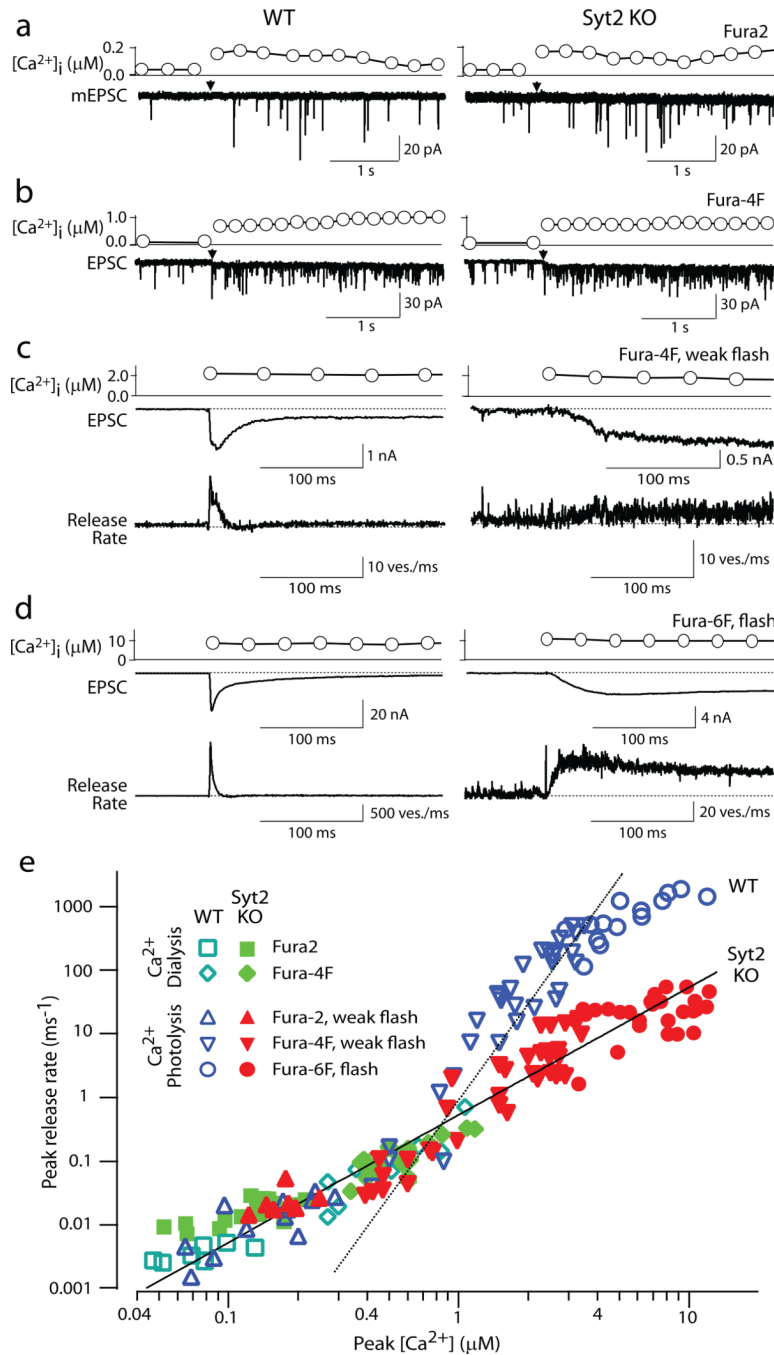 a WT Syt2 KO
Fura2
[Ca²⁺]i (μM) 0.2 0.0
mEPSC
20 pA 20 pA
1 s 1 s
b
Fura-4F
[Ca²⁺]i (μM) 1.0 0.0
EPSC
30 pA 30 pA
1 s 1 s
c
Fura-4F, weak flash
[Ca²⁺]i (μM) 2.0 0.0
EPSC
1 nA 0.5 nA
100 ms 100 ms
Release
Rate
10 ves./ms 10 ves./ms
100 ms 100 ms
d
Fura-6F, flash
[Ca²⁺]i (μM) 10 0
EPSC
20 nA 4 nA
100 ms 100 ms
Release
Rate
500 ves./ms 20 ves./ms
100 ms 100 ms
e
WT
Syt2
KO
WT Syt2 KO
Ca²⁺ Dialysis
Fura2
Fura-4F
Ca²⁺ Photolysis
Fura-2, weak flash
Fura-4F, weak flash
Fura-6F, flash
Peak release rate (ms⁻¹)
1000
100
10
1
0.1
0.01
0.001
0.04 0.1 0.4 1 4 10
Peak [Ca²⁺] (μM)